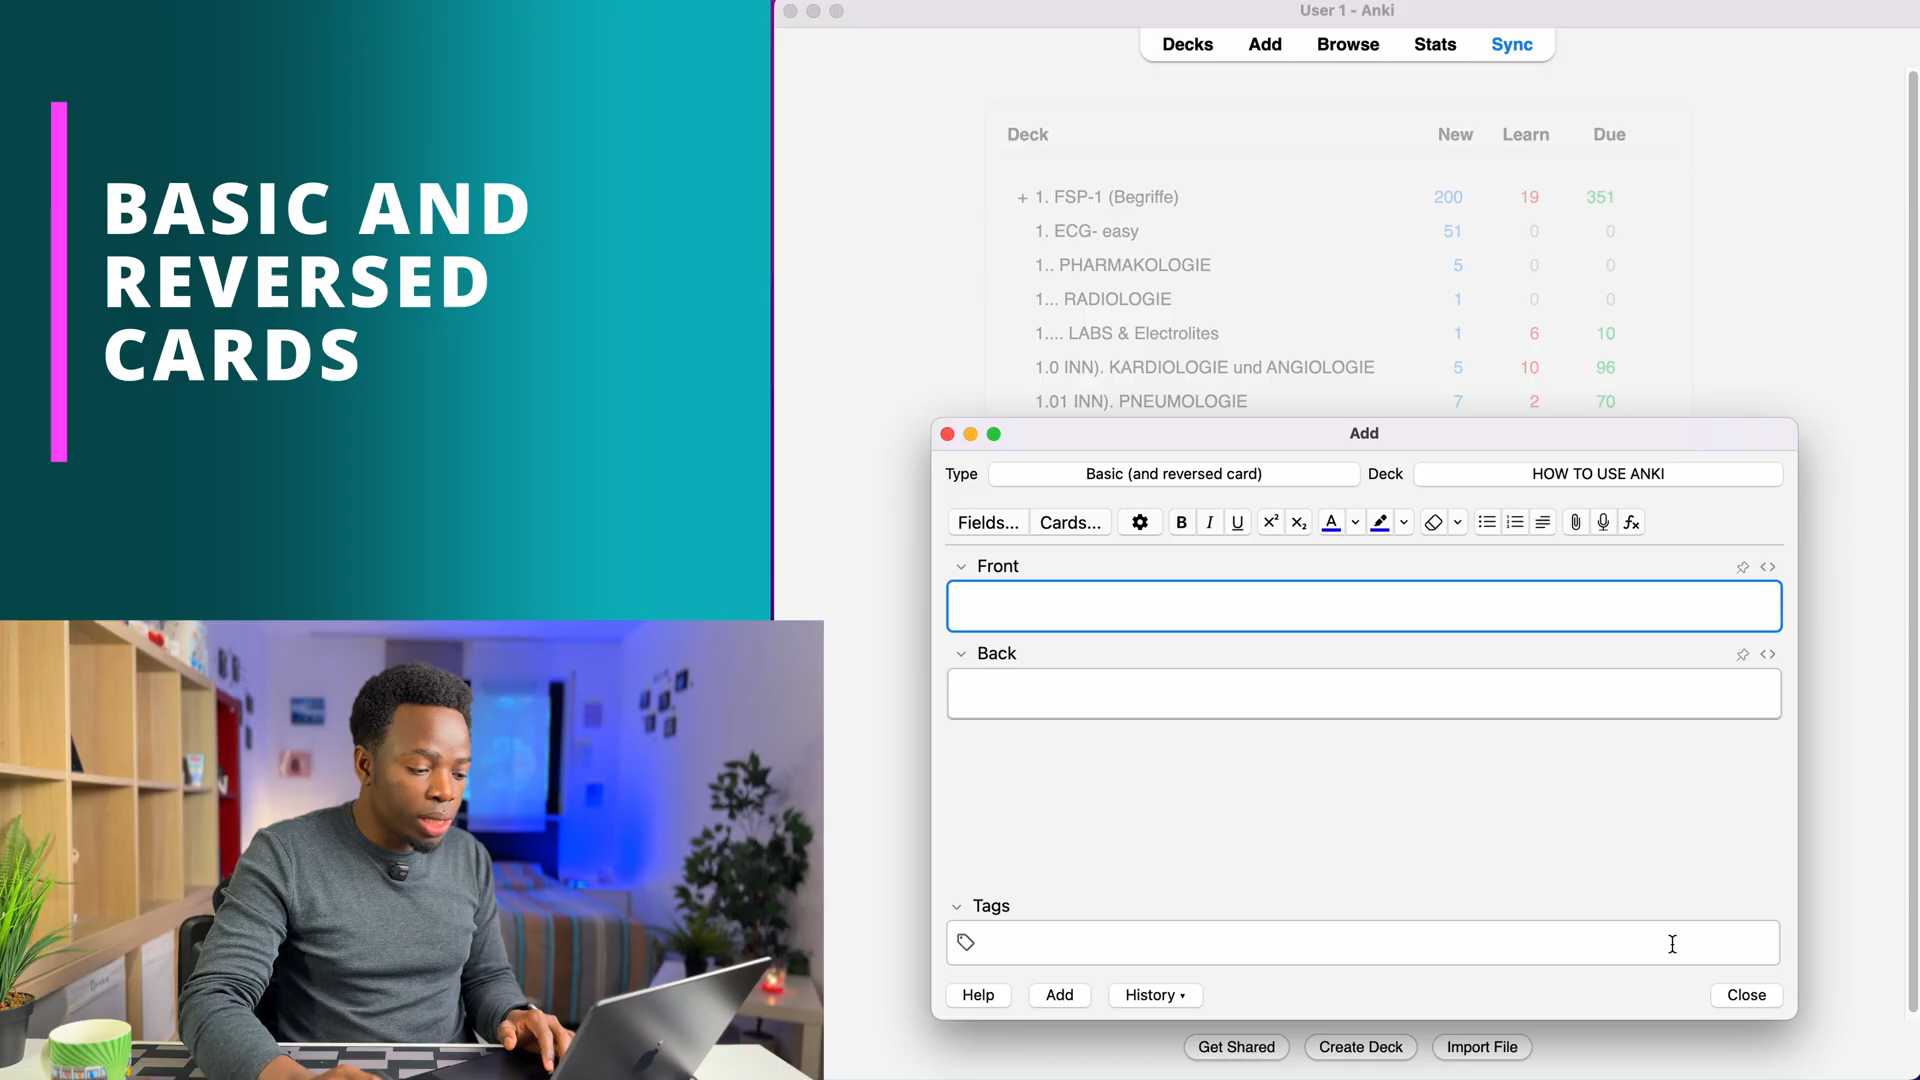 BASIC AND
REVERSED
CARDS
User 1 - Anki
Decks Add Browse Stats Sync
Deck New Learn Due
+ 1. FSP-1 (Begriffe) 200 19 351
1. ECG- easy 51 0 0
1.. PHARMAKOLOGIE 5 0 0
1... RADIOLOGIE 1 0 0
1.... LABS & Electrolites 1 6 10
1.0 INN). KARDIOLOGIE und ANGIOLOGIE 5 10 96
1.01 INN). PNEUMOLOGIE 7 2 70
Add
Type Basic (and reversed card) Deck HOW TO USE ANKI
Fields... Cards... B I U X² X₂ A fx
Front
Back
Tags
Help Add History Close
Get Shared Create Deck Import File